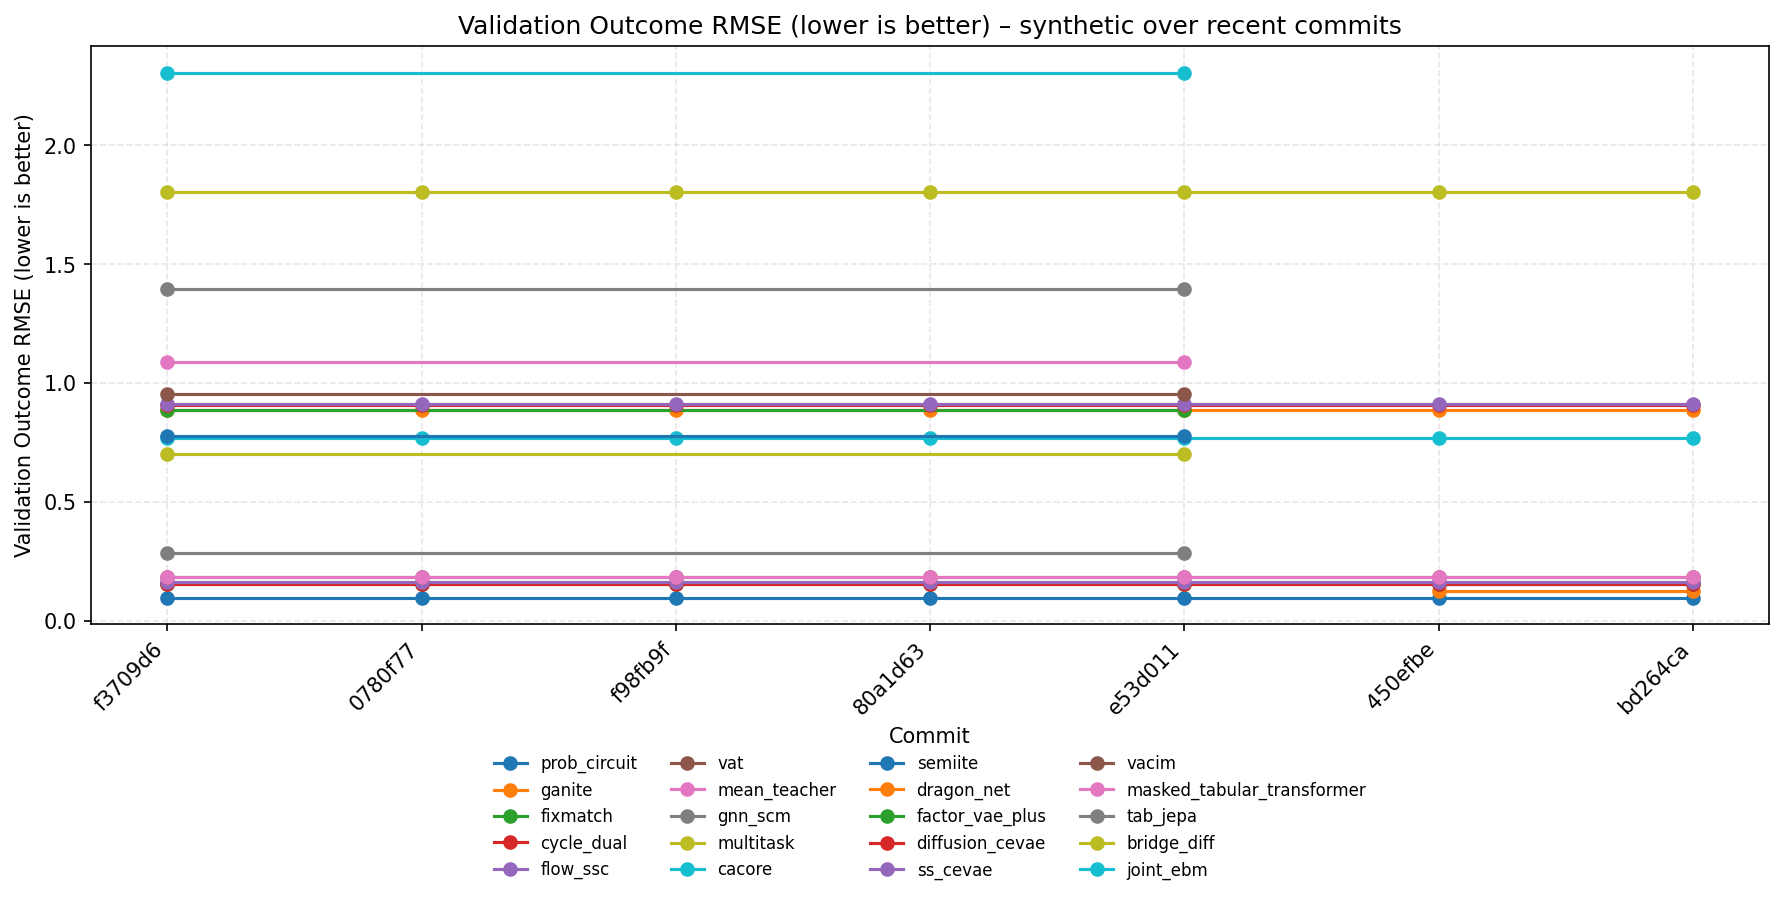 Validation Outcome RMSE (lower is better) – synthetic over recent commits
Validation Outcome RMSE (lower is better)
2.0
1.5
1.0
0.5
0.0
f3709d6
0780f77
f98fb9f
80a1d63
e53d011
450efbe
bd264ca
Commit
prob_circuit
ganite
fixmatch
cycle_dual
flow_ssc
vat
mean_teacher
gnn_scm
multitask
cacore
semiite
dragon_net
factor_vae_plus
diffusion_cevae
ss_cevae
vacim
masked_tabular_transformer
tab_jepa
bridge_diff
joint_ebm